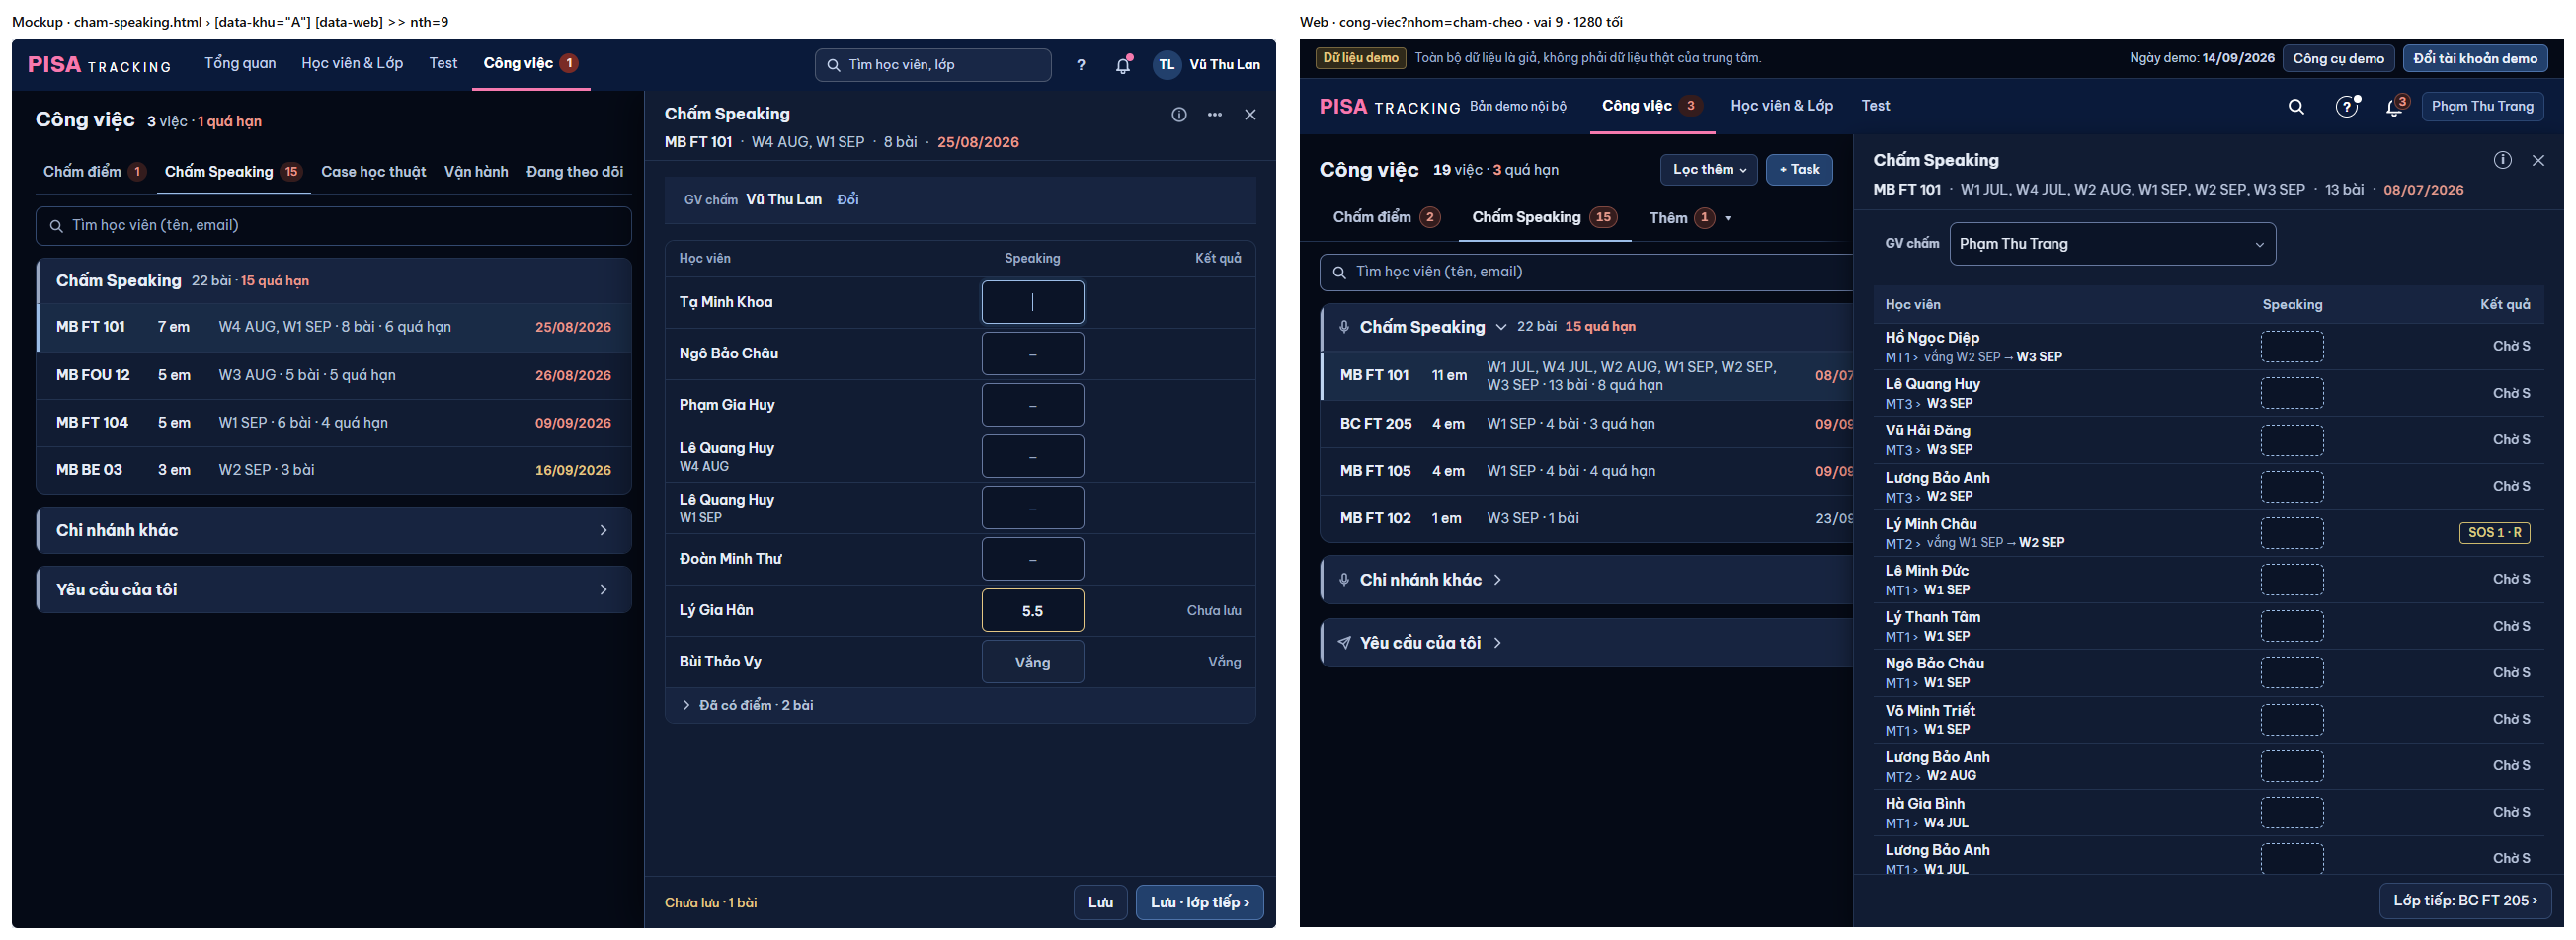 Mockup · cham-speaking.html › [data-khu="A"] [data-web] >> nth=9
PISA TRACKING
Tổng quan
Học viên & Lớp
Test
Công việc 1
Tìm học viên, lớp
?
TL Vũ Thu Lan
Công việc 3 việc · 1 quá hạn
Chấm điểm 1
Chấm Speaking 15
Case học thuật
Vận hành
Đang theo dõi
Tìm học viên (tên, email)
Chấm Speaking 22 bài · 15 quá hạn
MB FT 101 7 em W4 AUG, W1 SEP · 8 bài · 6 quá hạn 25/08/2026
MB FOU 12 5 em W3 AUG · 5 bài · 5 quá hạn 26/08/2026
MB FT 104 5 em W1 SEP · 6 bài · 4 quá hạn 09/09/2026
MB BE 03 3 em W2 SEP · 3 bài 16/09/2026
Chi nhánh khác
Yêu cầu của tôi
Chấm Speaking
MB FT 101 · W4 AUG, W1 SEP · 8 bài · 25/08/2026
GV chấm Vũ Thu Lan Đổi
Học viên Speaking Kết quả
Tạ Minh Khoa
Ngô Bảo Châu –
Phạm Gia Huy –
Lê Quang Huy –
W4 AUG
Lê Quang Huy –
W1 SEP
Đoàn Minh Thư –
Lý Gia Hân 5.5 Chưa lưu
Bùi Thảo Vy Vắng Vắng
Đã có điểm · 2 bài
Chưa lưu · 1 bài
Lưu
Lưu · lớp tiếp ›
Web · cong-viec?nhom=cham-cheo · vai 9 · 1280 tối
Dữ liệu demo Toàn bộ dữ liệu là giả, không phải dữ liệu thật của trung tâm.
Ngày demo: 14/09/2026
Công cụ demo
Đổi tài khoản demo
PISA TRACKING Bản demo nội bộ
Công việc 3
Học viên & Lớp
Test
?
3
Phạm Thu Trang
Công việc 19 việc · 3 quá hạn
Lọc thêm
+ Task
Chấm điểm 2
Chấm Speaking 15
Thêm 1
Tìm học viên (tên, email)
Chấm Speaking 22 bài 15 quá hạn
MB FT 101 11 em W1 JUL, W4 JUL, W2 AUG, W1 SEP, W2 SEP, 08/07
W3 SEP · 13 bài · 8 quá hạn
BC FT 205 4 em W1 SEP · 4 bài · 3 quá hạn 09/09
MB FT 105 4 em W1 SEP · 4 bài · 4 quá hạn 09/09
MB FT 102 1 em W3 SEP · 1 bài 23/09
Chi nhánh khác
Yêu cầu của tôi
Chấm Speaking
MB FT 101 · W1 JUL, W4 JUL, W2 AUG, W1 SEP, W2 SEP, W3 SEP · 13 bài · 08/07/2026
GV chấm Phạm Thu Trang
Học viên Speaking Kết quả
Hồ Ngọc Diệp Chờ S
MT1 › vắng W2 SEP → W3 SEP
Lê Quang Huy Chờ S
MT3 › W3 SEP
Vũ Hải Đăng Chờ S
MT3 › W3 SEP
Lương Bảo Anh Chờ S
MT3 › W2 SEP
Lý Minh Châu SOS 1 · R
MT2 › vắng W1 SEP → W2 SEP
Lê Minh Đức Chờ S
MT1 › W1 SEP
Lý Thanh Tâm Chờ S
MT1 › W1 SEP
Ngô Bảo Châu Chờ S
MT1 › W1 SEP
Võ Minh Triết Chờ S
MT1 › W1 SEP
Lương Bảo Anh Chờ S
MT2 › W2 AUG
Hà Gia Bình Chờ S
MT1 › W4 JUL
Lương Bảo Anh Chờ S
MT1 › W1 JUL
Lớp tiếp: BC FT 205 ›